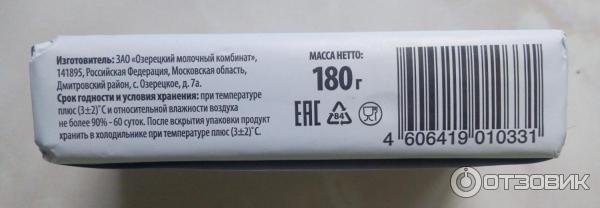 Изготовитель: ЗАО «Озерецкий молочный комбинат»,
141895, Российская Федерация, Московская область,
Дмитровский район, с. Озерецкое, д. 7а.
Срок годности и условия хранения: при температуре
плюс (3±2)˚С и относительной влажности воздуха
не более 90% - 60 суток. После вскрытия упаковки продукт
хранить в холодильнике при температуре плюс (3±2)˚С.
МАССА НЕТТО:
180 г
ЕАС
84
4 606419 010331
ОТЗОВИК